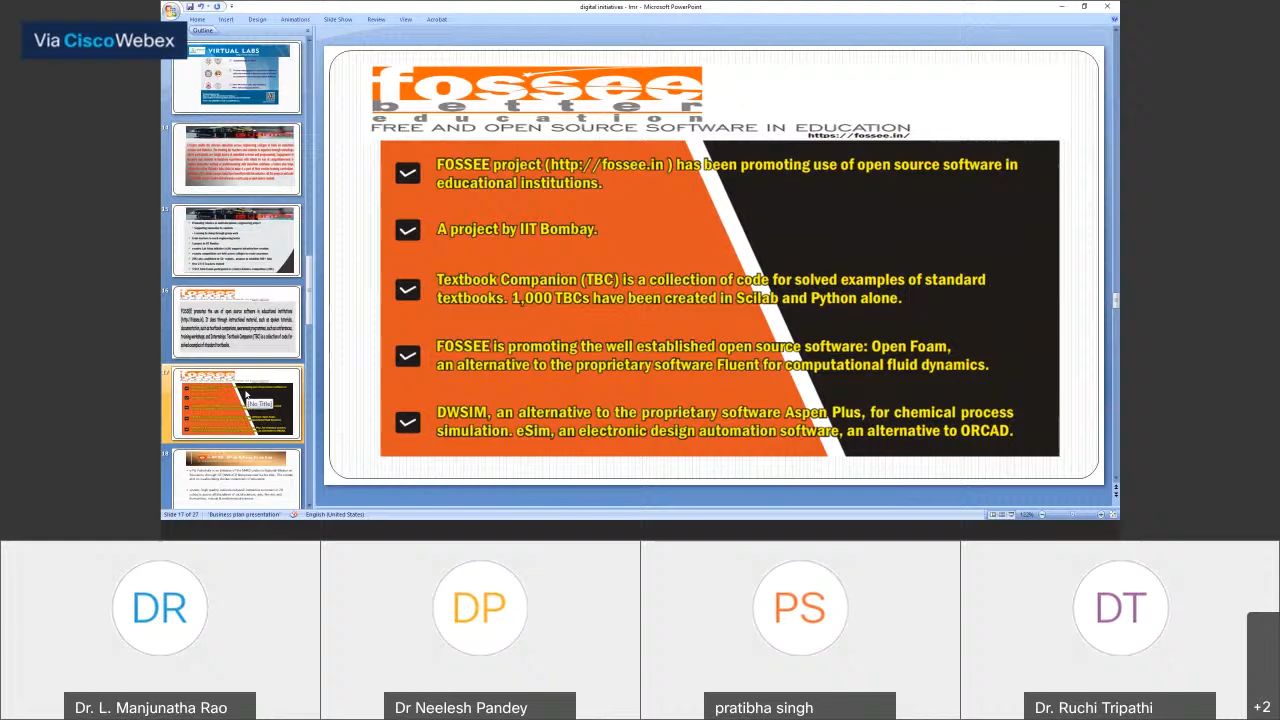 digital initiatives - lmr - Microsoft PowerPoint
Home Insert Design Animations Slide Show Review View Acrobat
Via CiscoWebex
Outline
VIRTUAL LABS
fossee
better
education
FREE AND OPEN SOURCE SOFTWARE IN EDUCATION
https://fossee.in/
FOSSEE project (http://fossee.in ) has been promoting use of open source software in
educational institutions.
A project by IIT Bombay.
Textbook Companion (TBC) is a collection of code for solved examples of standard
textbooks. 1,000 TBCs have been created in Scilab and Python alone.
FOSSEE is promoting the well established open source software: Open Foam,
an alternative to the proprietary software Fluent for computational fluid dynamics.
DWSIM, an alternative to the proprietary software Aspen Plus, for chemical process
simulation. eSim, an electronic design automation software, an alternative to ORCAD.
14
15
16
17
[No Title]
18
Slide 17 of 27 "Business plan presentation" English (United States)
122%
DR
DP
PS
DT
Dr. L. Manjunatha Rao
Dr Neelesh Pandey
pratibha singh
Dr. Ruchi Tripathi
+2